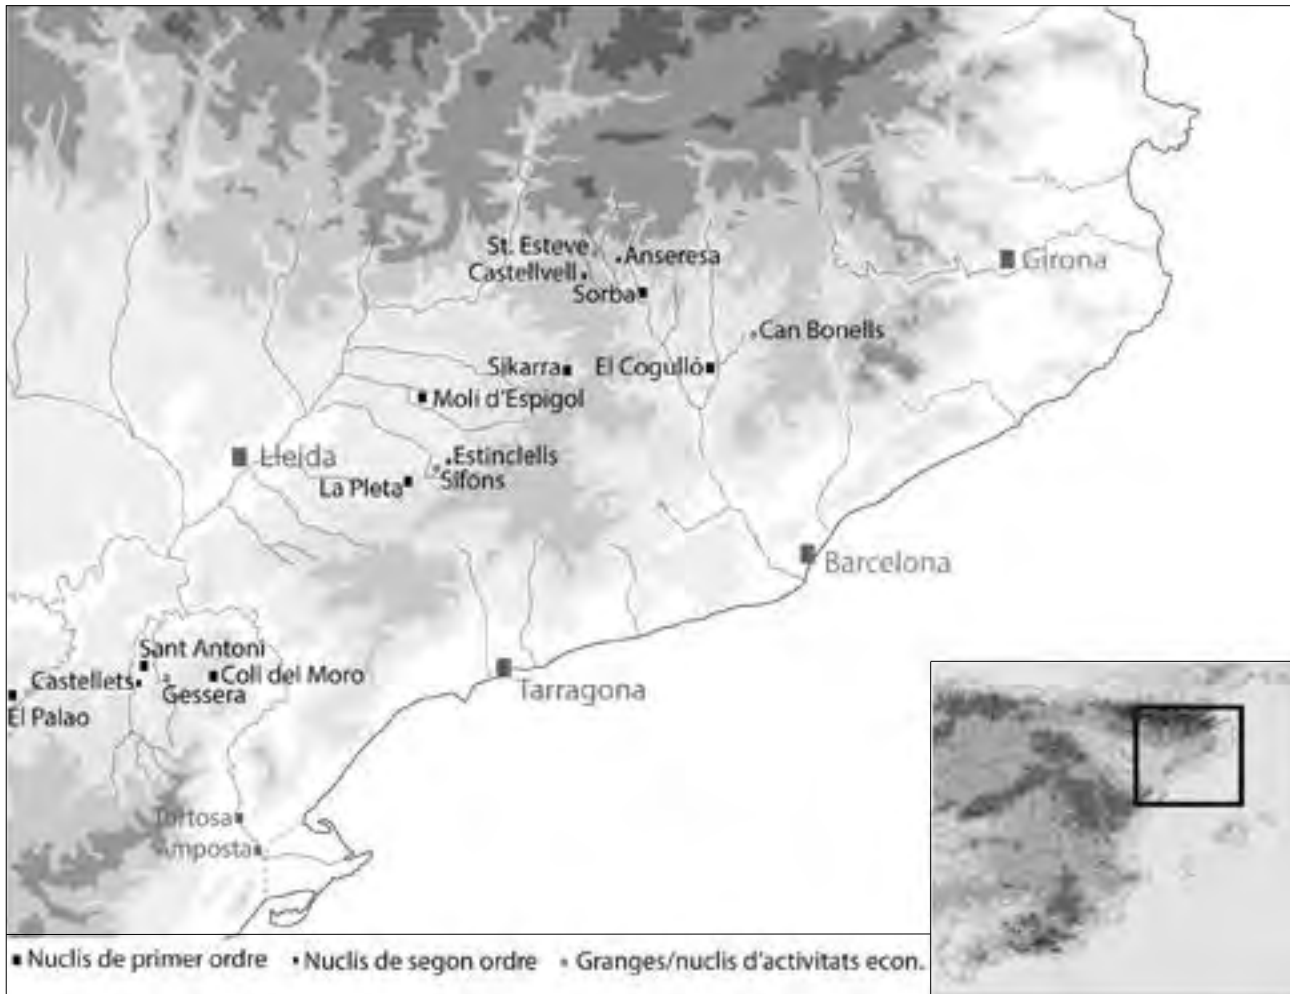 St. Esteve
Anseresa
Castellvell
Sorba
Girona
Can Bonells
Sikarra
El Cogulló
Molí d'Espigol
Lleida
Estinclells
Sifons
La Pleta
Barcelona
Sant Antoni
Castellets
Coll del Moro
Gessera
El Palao
Tarragona
Tortosa
Amposta
Nuclis de primer ordre
Nuclis de segon ordre
Granges/nuclis d'activitats econ.